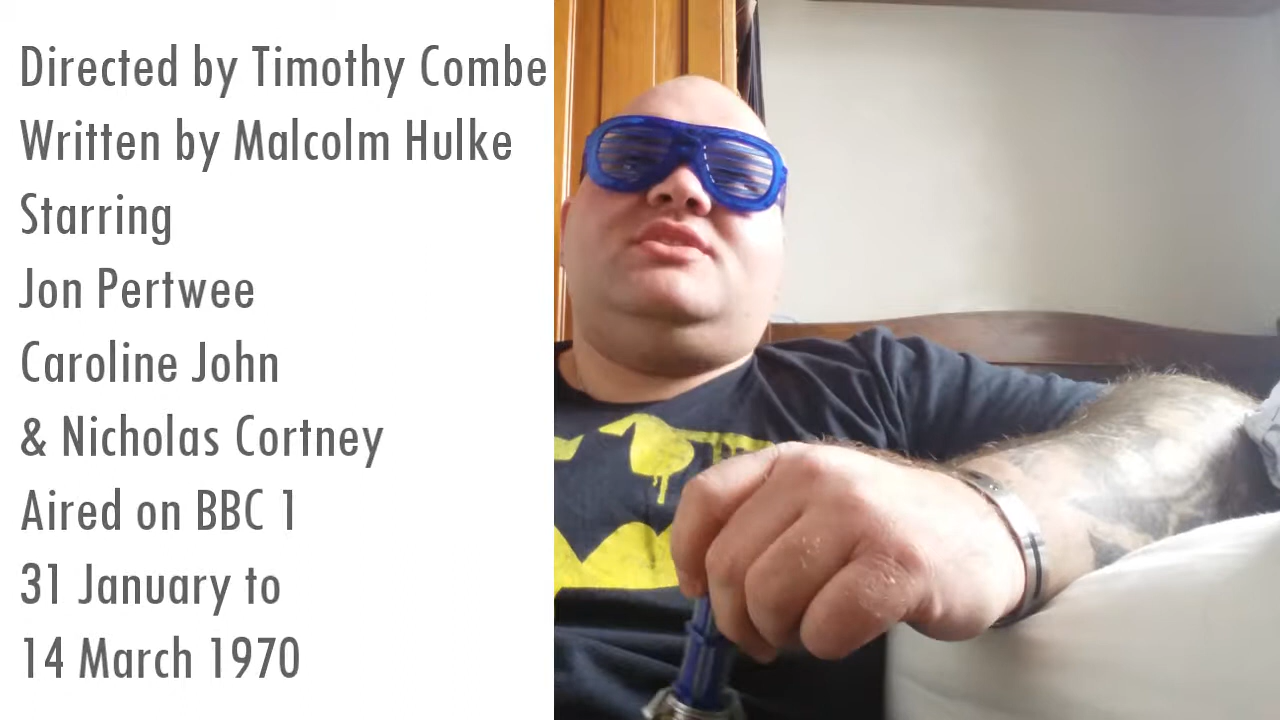 Directed by Timothy Combe
Written by Malcolm Hulke
Starring
Jon Pertwee
Caroline John
& Nicholas Cortney
Aired on BBC 1
31 January to
14 March 1970